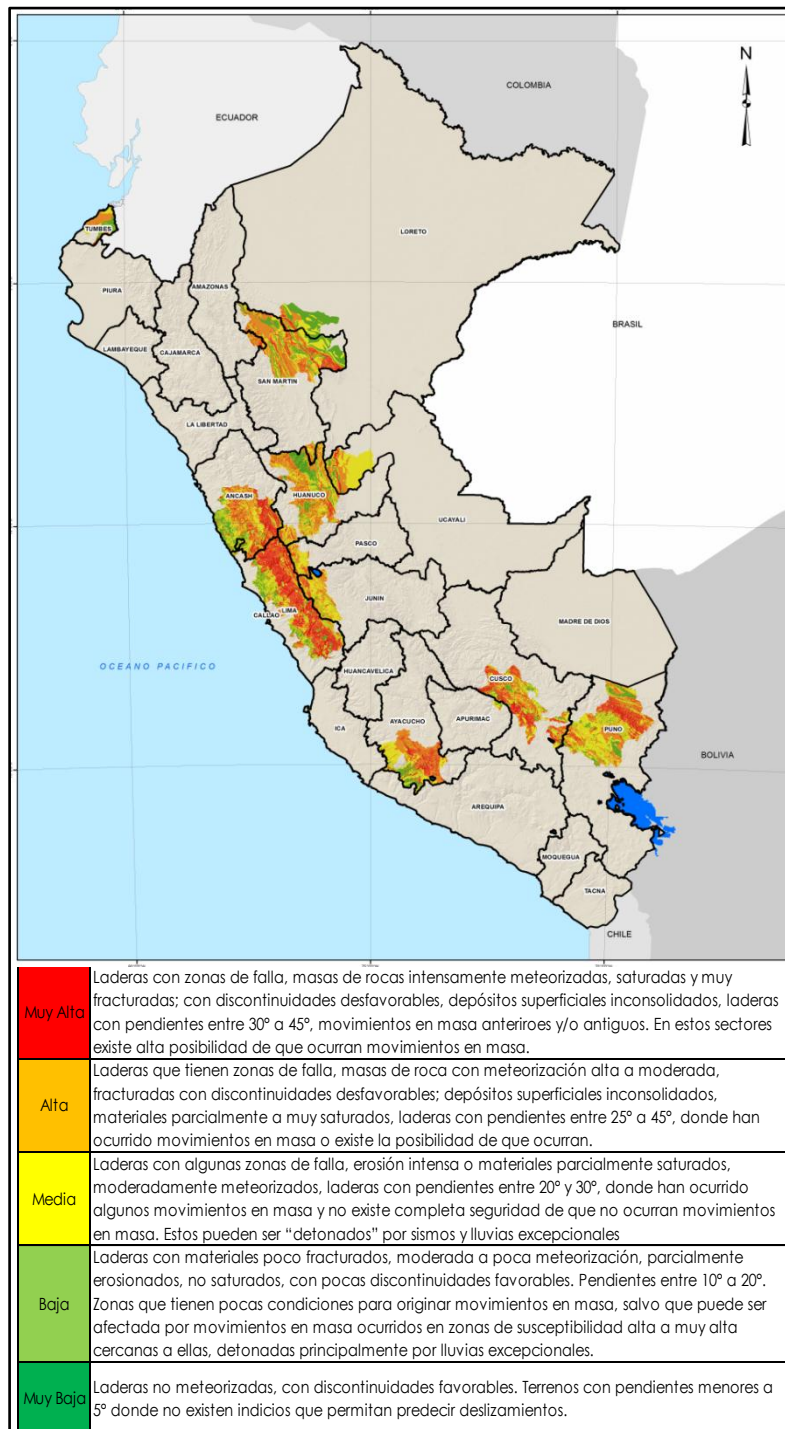 N
COLOMBIA
ECUADOR
TUMBES
LORETO
PIURA
AMAZONAS
BRASIL
LAMBAYEQUE
CAJAMARCA
SAN MARTIN
LA LIBERTAD
ANCASH
HUANUCO
UCAYALI
PASCO
JUNIN
CALLAO
LIMA
MADRE DE DIOS
OCEANO PACIFICO
HUANCAVELICA
CUSCO
AYACUCHO
APURIMAC
ICA
PUNO
BOLIVIA
AREQUIPA
MOQUEGUA
TACNA
CHILE
Muy Alta
Laderas con zonas de falla, masas de rocas intensamente meteorizadas, saturadas y muy
fracturadas; con discontinuidades desfavorables, depósitos superficiales inconsolidados, laderas
con pendientes entre 30° a 45°, movimientos en masa anteriroes y/o antiguos. En estos sectores
existe alta posibilidad de que ocurran movimientos en masa.
Alta
Laderas que tienen zonas de falla, masas de roca con meteorización alta a moderada,
fracturadas con discontinuidades desfavorables; depósitos superficiales inconsolidados,
materiales parcialmente a muy saturados, laderas con pendientes entre 25° a 45°, donde han
ocurrido movimientos en masa o existe la posibilidad de que ocurran.
Media
Laderas con algunas zonas de falla, erosión intensa o materiales parcialmente saturados,
moderadamente meteorizados, laderas con pendientes entre 20° y 30°, donde han ocurrido
algunos movimientos en masa y no existe completa seguridad de que no ocurran movimientos
en masa. Estos pueden ser “detonados” por sismos y lluvias excepcionales
Baja
Laderas con materiales poco fracturados, moderada a poca meteorización, parcialmente
erosionados, no saturados, con pocas discontinuidades favorables. Pendientes entre 10° a 20°.
Zonas que tienen pocas condiciones para originar movimientos en masa, salvo que puede ser
afectada por movimientos en masa ocurridos en zonas de susceptibilidad alta a muy alta
cercanas a ellas, detonadas principalmente por lluvias excepcionales.
Muy Baja
Laderas no meteorizadas, con discontinuidades favorables. Terrenos con pendientes menores a
5° donde no existen indicios que permitan predecir deslizamientos.